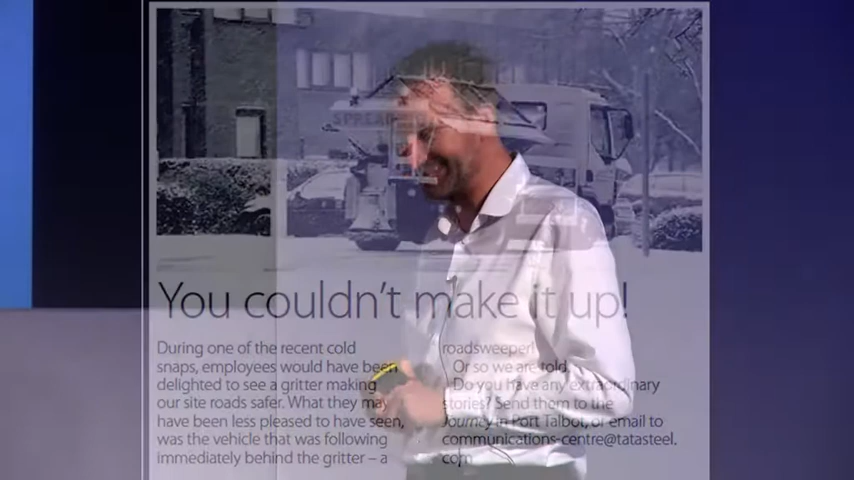 SPREAD
You couldn't make it up!
During one of the recent cold
snaps, employees would have been
delighted to see a gritter making
our site roads safer. What they may
have been less pleased to have seen,
was the vehicle that was following
immediately behind the gritter – a
roadsweeper!
Or so we are told.
Do you have any extraordinary
stories? Send them to the
Journey in Port Talbot, or email to
communications-centre@tatasteel.
com